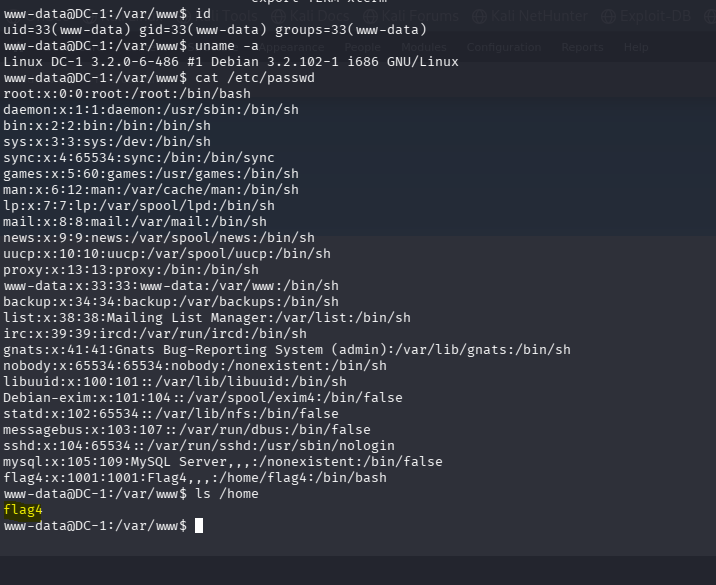 export TERM=xterm
Kali Docs Kali Forums Kali NetHunter Exploit-DB
www-data@DC-1:/var/www$ id
uid=33(www-data) gid=33(www-data) groups=33(www-data)
www-data@DC-1:/var/www$ uname -a
Appearance People Modules Configuration Reports Help
Linux DC-1 3.2.0-6-486 #1 Debian 3.2.102-1 i686 GNU/Linux
www-data@DC-1:/var/www$ cat /etc/passwd
root:x:0:0:root:/root:/bin/bash
daemon:x:1:1:daemon:/usr/sbin:/bin/sh
bin:x:2:2:bin:/bin:/bin/sh
sys:x:3:3:sys:/dev:/bin/sh
sync:x:4:65534:sync:/bin:/bin/sync
games:x:5:60:games:/usr/games:/bin/sh
man:x:6:12:man:/var/cache/man:/bin/sh
lp:x:7:7:lp:/var/spool/lpd:/bin/sh
mail:x:8:8:mail:/var/mail:/bin/sh
news:x:9:9:news:/var/spool/news:/bin/sh
uucp:x:10:10:uucp:/var/spool/uucp:/bin/sh
proxy:x:13:13:proxy:/bin:/bin/sh
www-data:x:33:33:www-data:/var/www:/bin/sh
backup:x:34:34:backup:/var/backups:/bin/sh
list:x:38:38:Mailing List Manager:/var/list:/bin/sh
irc:x:39:39:ircd:/var/run/ircd:/bin/sh
gnats:x:41:41:Gnats Bug-Reporting System (admin):/var/lib/gnats:/bin/sh
nobody:x:65534:65534:nobody:/nonexistent:/bin/sh
libuuid:x:100:101::/var/lib/libuuid:/bin/sh
Debian-exim:x:101:104::/var/spool/exim4:/bin/false
statd:x:102:65534::/var/lib/nfs:/bin/false
messagebus:x:103:107::/var/run/dbus:/bin/false
sshd:x:104:65534::/var/run/sshd:/usr/sbin/nologin
mysql:x:105:109:MySQL Server,,,:/nonexistent:/bin/false
flag4:x:1001:1001:Flag4,,,:/home/flag4:/bin/bash
www-data@DC-1:/var/www$ ls /home
flag4
www-data@DC-1:/var/www$